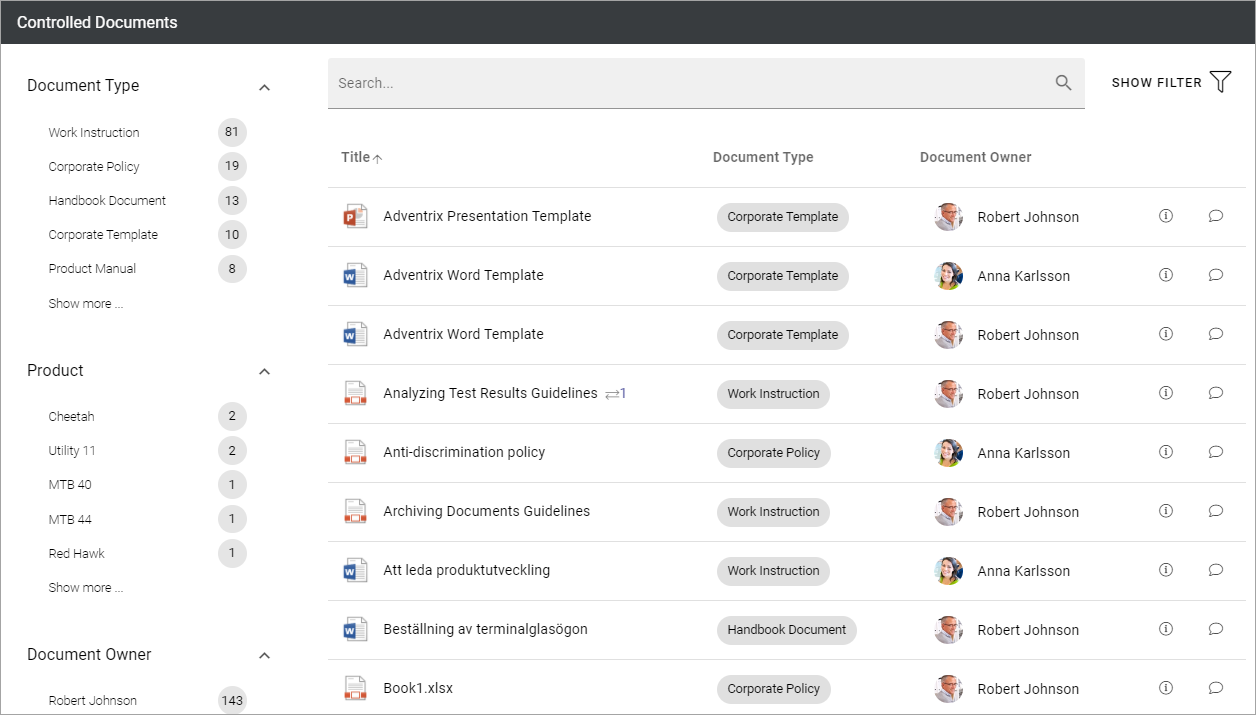 Controlled Documents
Document Type
Work Instruction 81
Corporate Policy 19
Handbook Document 13
Corporate Template 10
Product Manual 8
Show more ...
Product
Cheetah 2
Utility 11 2
MTB 40 1
MTB 44 1
Red Hawk 1
Show more ...
Document Owner
Robert Johnson 143
Search...
SHOW FILTER
Title Document Type Document Owner
Adventrix Presentation Template Corporate Template Robert Johnson
Adventrix Word Template Corporate Template Anna Karlsson
Adventrix Word Template Corporate Template Robert Johnson
Analyzing Test Results Guidelines 1 Work Instruction Robert Johnson
Anti-discrimination policy Corporate Policy Anna Karlsson
Archiving Documents Guidelines Work Instruction Robert Johnson
Att leda produktutveckling Work Instruction Anna Karlsson
Beställning av terminalglasögon Handbook Document Robert Johnson
Book1.xlsx Corporate Policy Robert Johnson